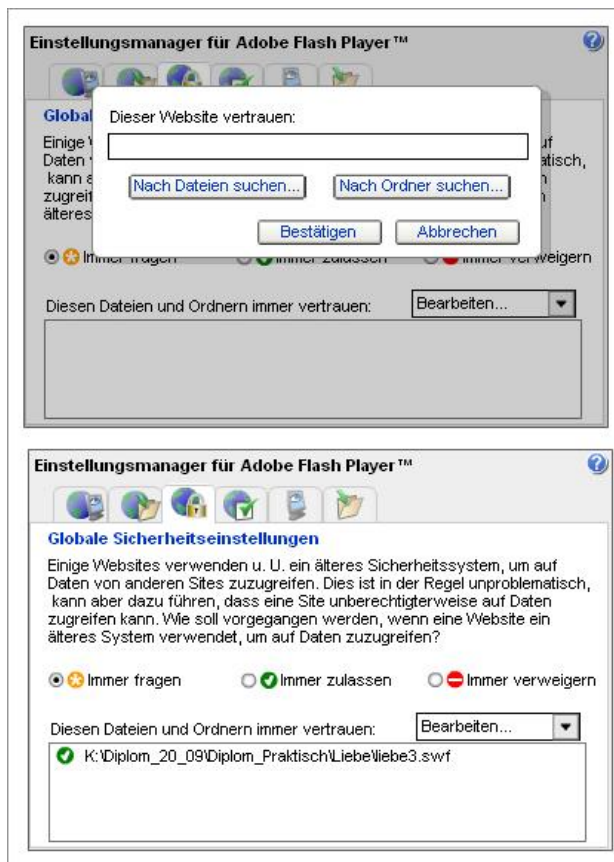 Einstellungsmanager für Adobe Flash Player™
Global
Dieser Website vertrauen:
Einige
uf
Daten
atisch,
kann
Nach Dateien suchen...
Nach Ordner suchen...
zugreif
älteres
Bestätigen
Abbrechen
Immer fragen
Immer zulassen
Immer verweigern
Diesen Dateien und Ordnern immer vertrauen:
Bearbeiten...
Einstellungsmanager für Adobe Flash Player™
Globale Sicherheitseinstellungen
Einige Websites verwenden u. U. ein älteres Sicherheitssystem, um auf
Daten von anderen Sites zuzugreifen. Dies ist in der Regel unproblematisch,
kann aber dazu führen, dass eine Site unberechtigterweise auf Daten
zugreifen kann. Wie soll vorgegangen werden, wenn eine Website ein
älteres System verwendet, um auf Daten zuzugreifen?
Immer fragen
Immer zulassen
Immer verweigern
Diesen Dateien und Ordnern immer vertrauen:
Bearbeiten...
K:\Diplom_20_09\Diplom_Praktisch\Liebe\liebe3.swf